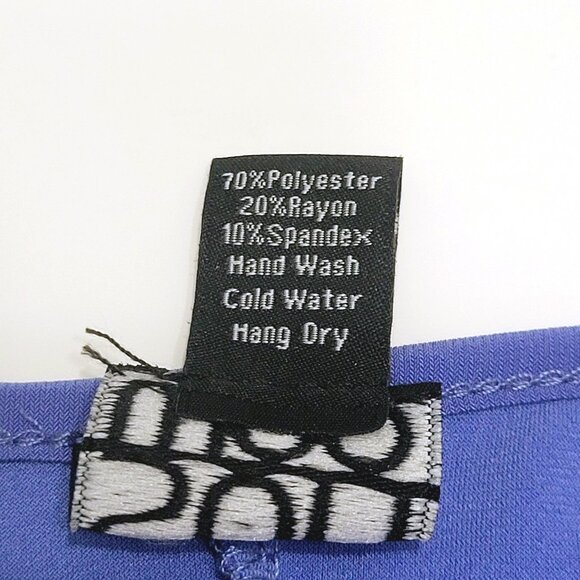 70%Polyester
20%Rayon
10%Spandex
Hand Wash
Cold Water
Hang Dry